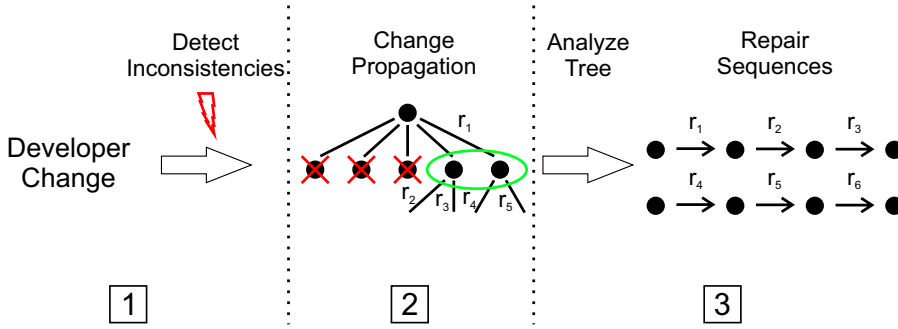 Detect
Inconsistencies
Developer
Change
1
Change
Propagation
r1
r2 r3 r4 r5
2
Analyze
Tree
Repair
Sequences
r1 r2 r3
r4 r5 r6
3